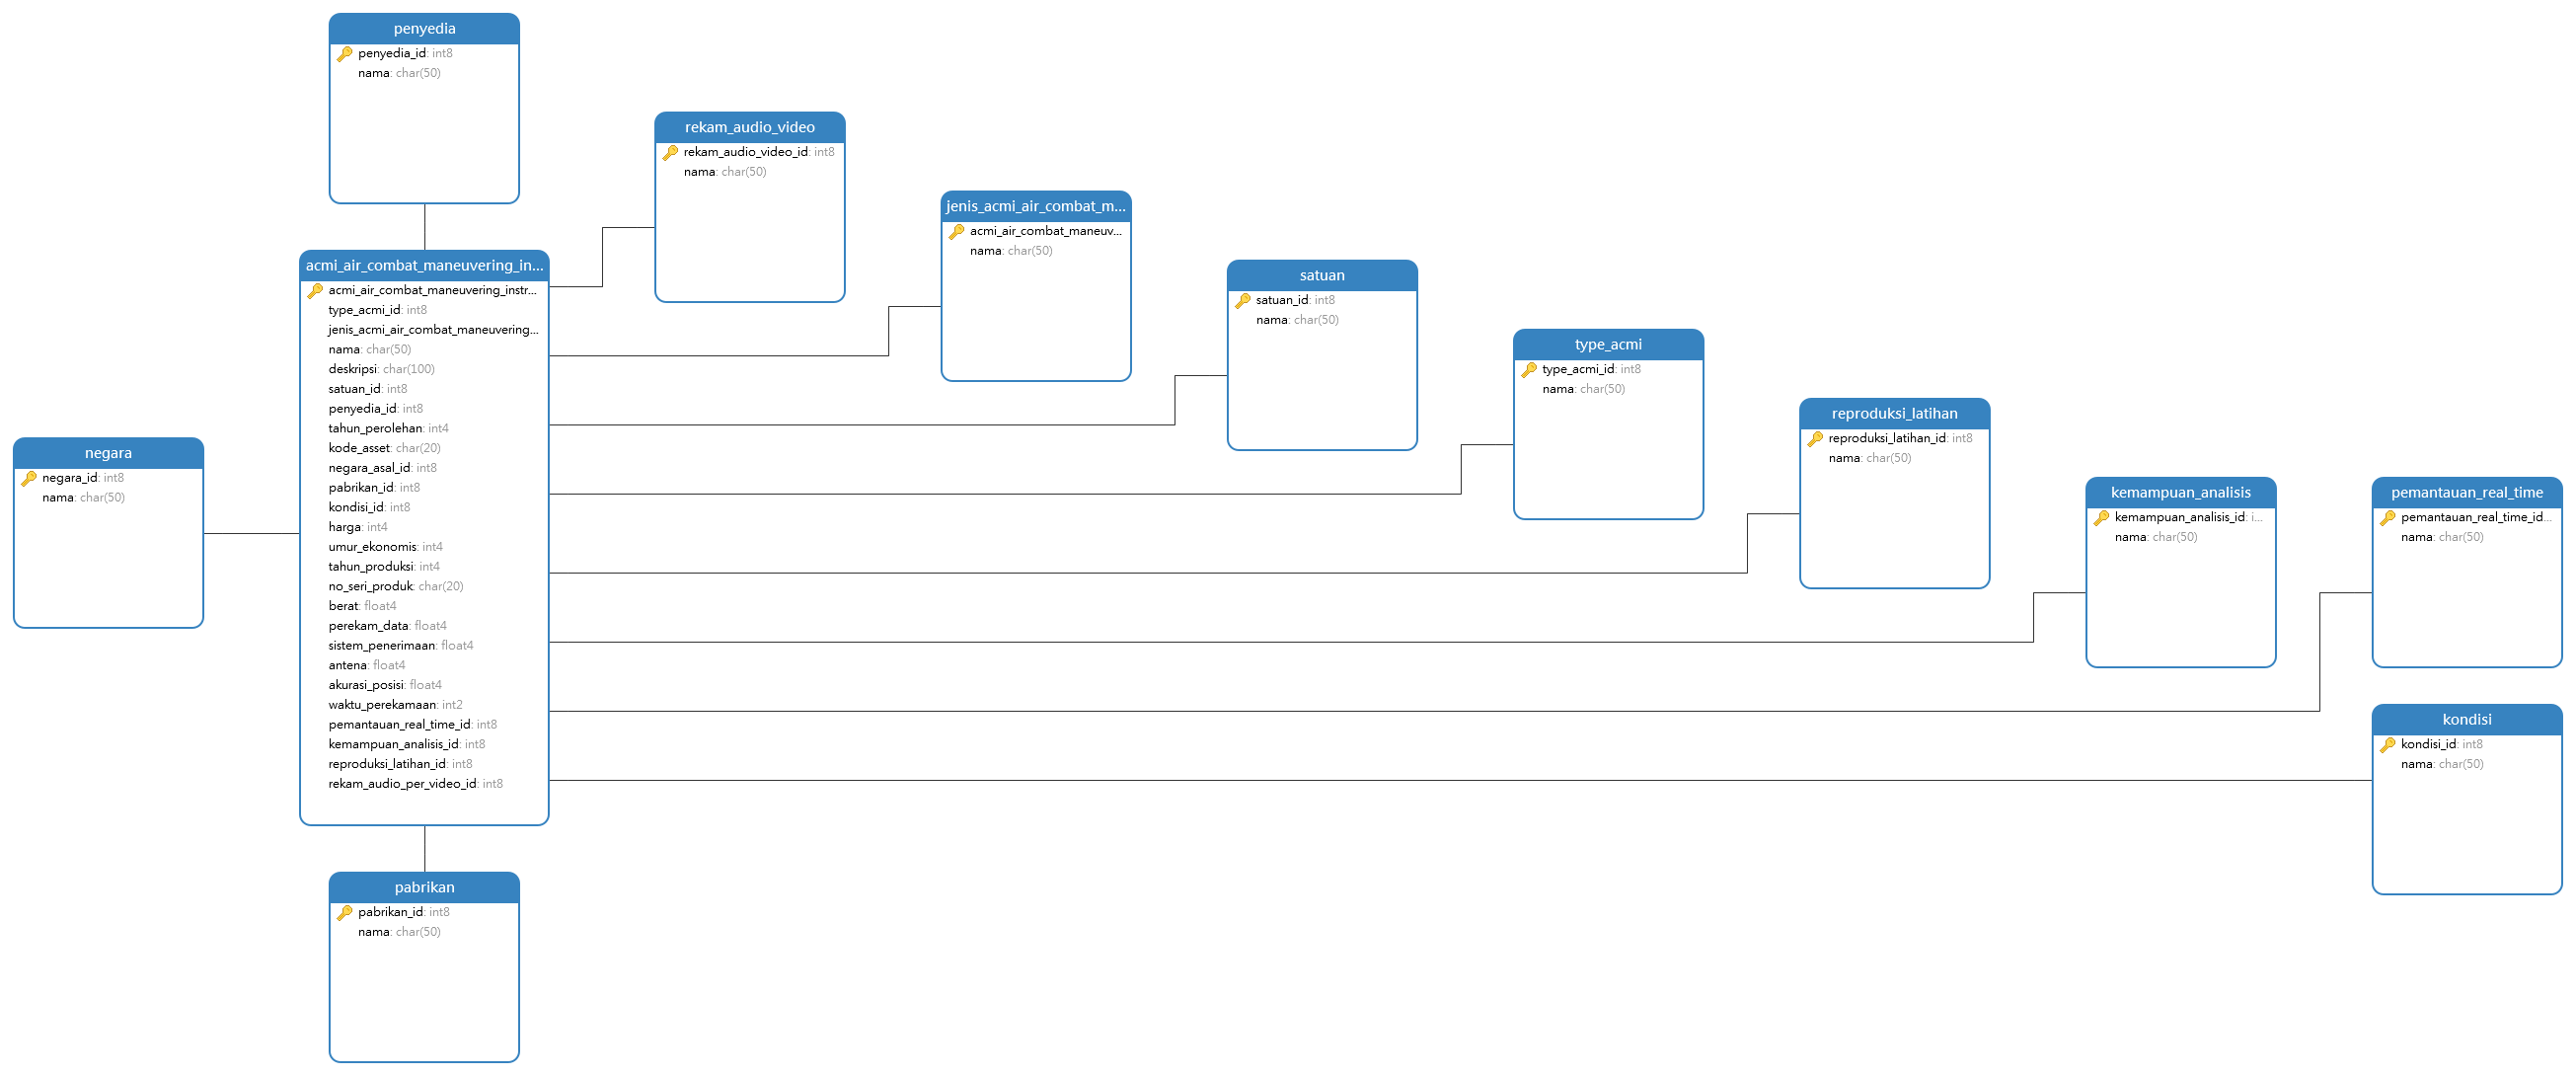 penyedia
penyedia_id: int8
nama: char(50)
rekam_audio_video
rekam_audio_video_id: int8
nama: char(50)
jenis_acmi_air_combat_m...
acmi_air_combat_maneuv...
nama: char(50)
acmi_air_combat_maneuvering_in...
acmi_air_combat_maneuvering_instr...
type_acmi_id: int8
jenis_acmi_air_combat_maneuvering...
nama: char(50)
deskripsi: char(100)
satuan_id: int8
penyedia_id: int8
tahun_perolehan: int4
kode_asset: char(20)
negara_asal_id: int8
pabrikan_id: int8
kondisi_id: int8
harga: int4
umur_ekonomis: int4
tahun_produksi: int4
no_seri_produk: char(20)
berat: float4
perekam_data: float4
sistem_penerimaan: float4
antena: float4
akurasi_posisi: float4
waktu_perekamaan: int2
pemantauan_real_time_id: int8
kemampuan_analisis_id: int8
reproduksi_latihan_id: int8
rekam_audio_per_video_id: int8
satuan
satuan_id: int8
nama: char(50)
type_acmi
type_acmi_id: int8
nama: char(50)
reproduksi_latihan
reproduksi_latihan_id: int8
nama: char(50)
negara
negara_id: int8
nama: char(50)
kemampuan_analisis
kemampuan_analisis_id: i...
nama: char(50)
pemantauan_real_time
pemantauan_real_time_id...
nama: char(50)
kondisi
kondisi_id: int8
nama: char(50)
pabrikan
pabrikan_id: int8
nama: char(50)